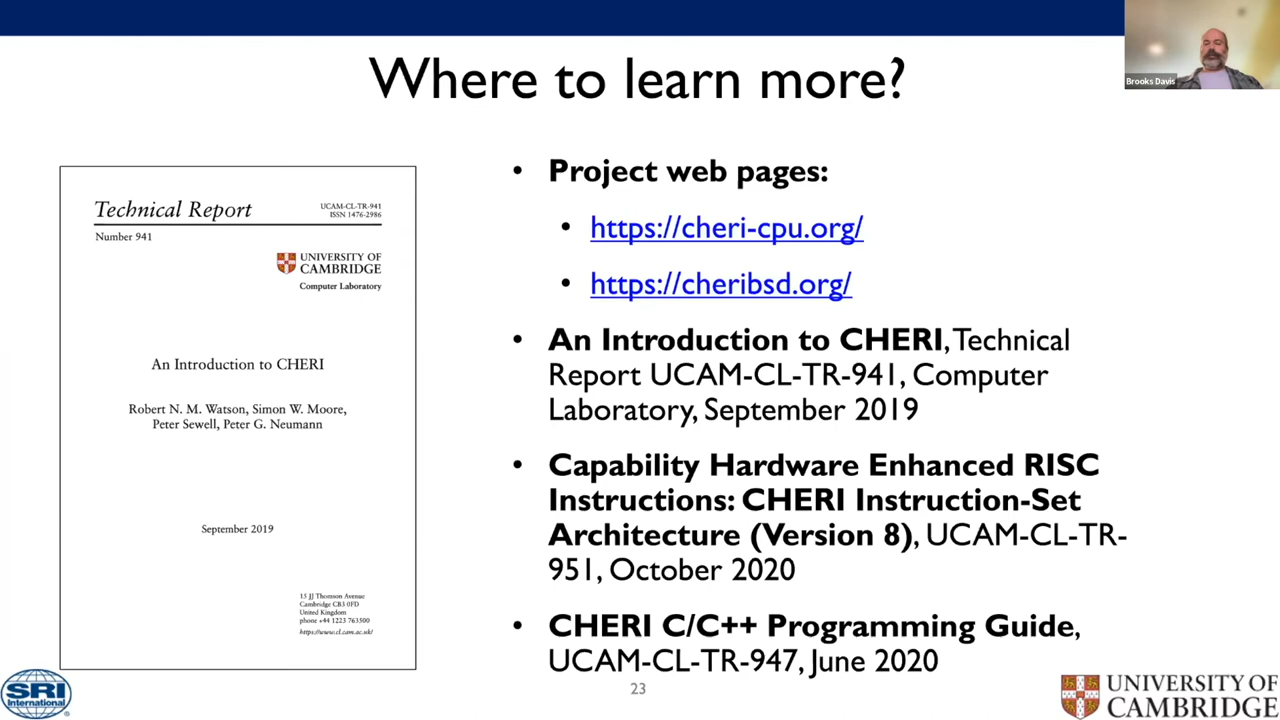 Where to learn more?
Brooks Davis
Technical Report
UCAM-CL-TR-941
ISSN 1476-2986
Number 941
UNIVERSITY OF
CAMBRIDGE
Computer Laboratory
An Introduction to CHERI
Robert N. M. Watson, Simon W. Moore,
Peter Sewell, Peter G. Neumann
September 2019
15 JJ Thomson Avenue
Cambridge CB3 0FD
United Kingdom
phone +44 1223 763500
https://www.cl.cam.ac.uk/
• Project web pages:
• https://cheri-cpu.org/
• https://cheribsd.org/
• An Introduction to CHERI, Technical
Report UCAM-CL-TR-941, Computer
Laboratory, September 2019
• Capability Hardware Enhanced RISC
Instructions: CHERI Instruction-Set
Architecture (Version 8), UCAM-CL-TR-
951, October 2020
• CHERI C/C++ Programming Guide,
UCAM-CL-TR-947, June 2020
SRI
International
®
23
UNIVERSITY OF
CAMBRIDGE